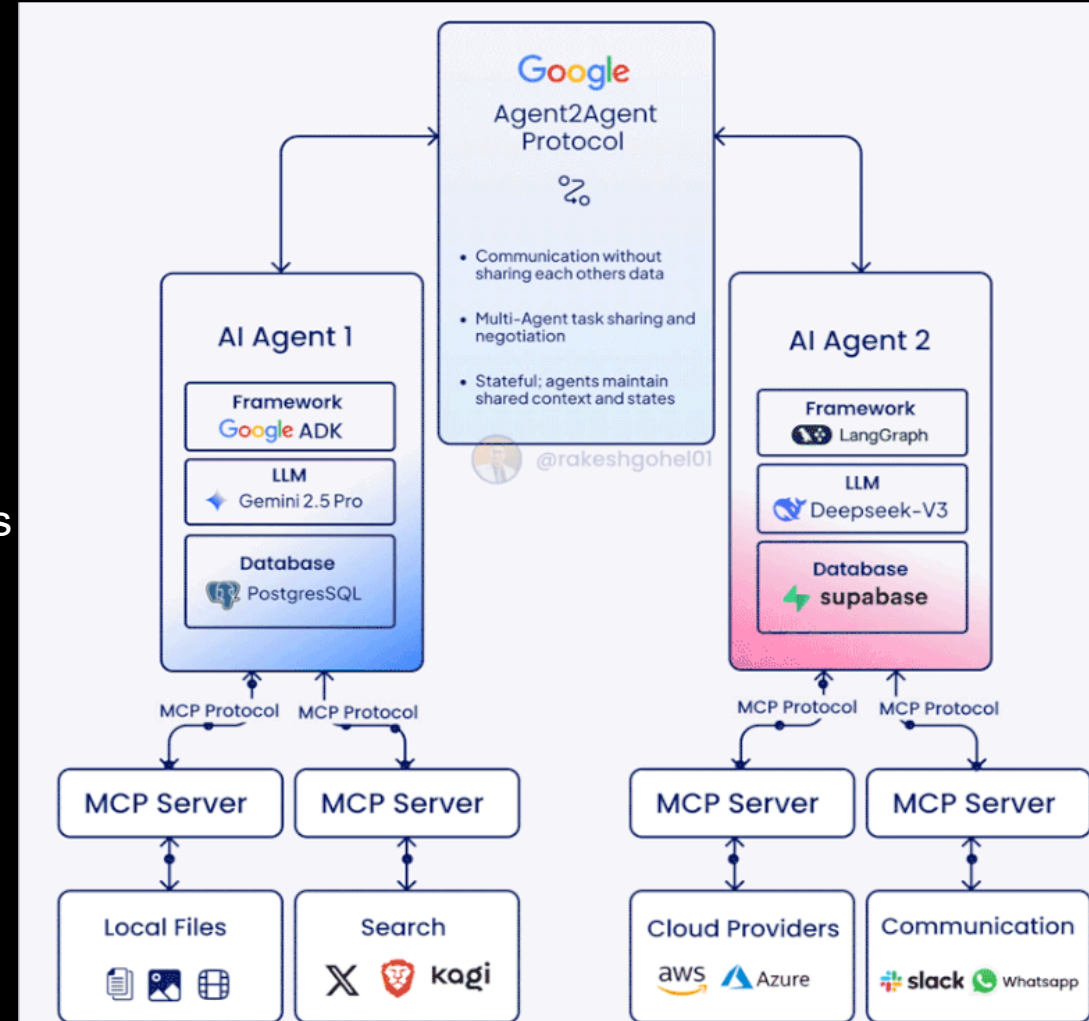 Google
Agent2Agent
Protocol
Communication without
sharing each others data
Multi-Agent task sharing and
negotiation
Stateful; agents maintain
shared context and states
@rakeshgohel01
s
AI Agent 1
Framework
Google ADK
LLM
Gemini 2.5 Pro
Database
PostgresSQL
AI Agent 2
Framework
LangGraph
LLM
Deepseek-V3
Database
supabase
MCP Protocol
MCP Protocol
MCP Protocol
MCP Protocol
MCP Server
MCP Server
MCP Server
MCP Server
Local Files
Search
kagi
Cloud Providers
aws
Azure
Communication
slack
Whatsapp